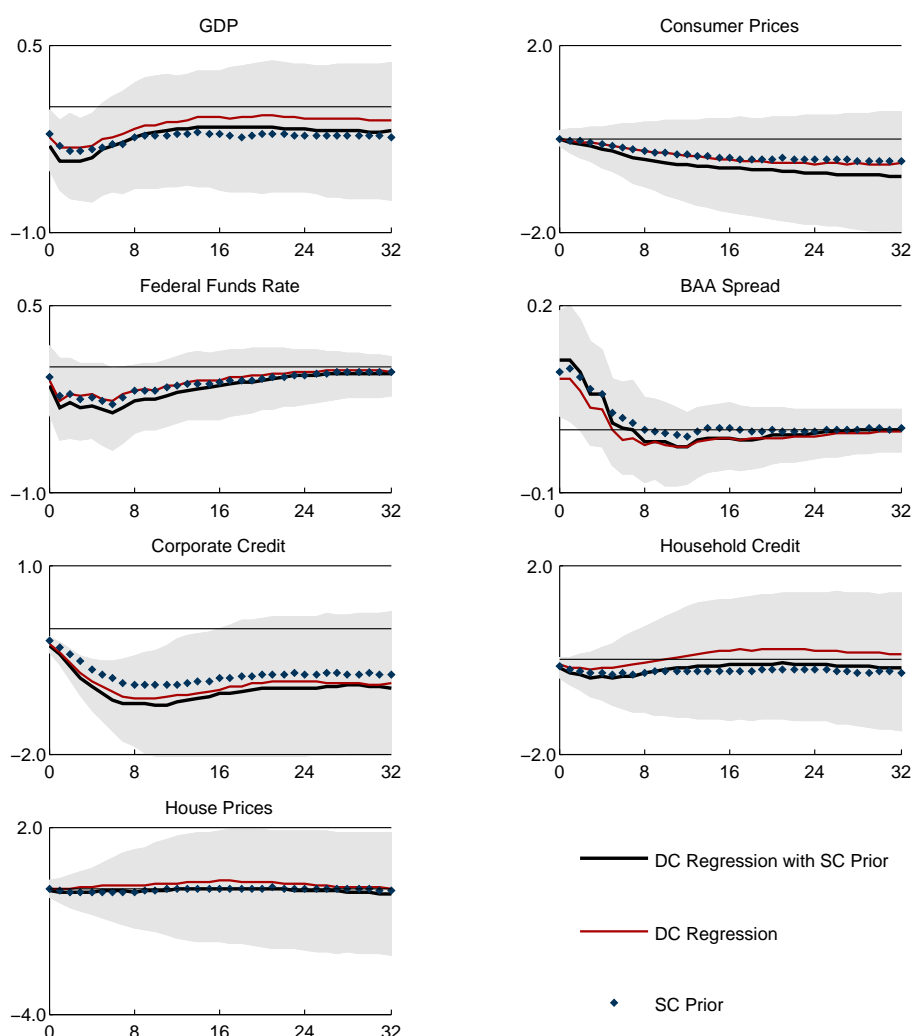 GDP
0.5
−1.0
0 8 16 24 32
Consumer Prices
2.0
−2.0
0 8 16 24 32
Federal Funds Rate
0.5
−1.0
0 8 16 24 32
BAA Spread
0.2
−0.1
0 8 16 24 32
Corporate Credit
1.0
−2.0
0 8 16 24 32
Household Credit
2.0
−2.0
0 8 16 24 32
House Prices
2.0
−4.0
0 8 16 24 32
DC Regression with SC Prior
DC Regression
SC Prior